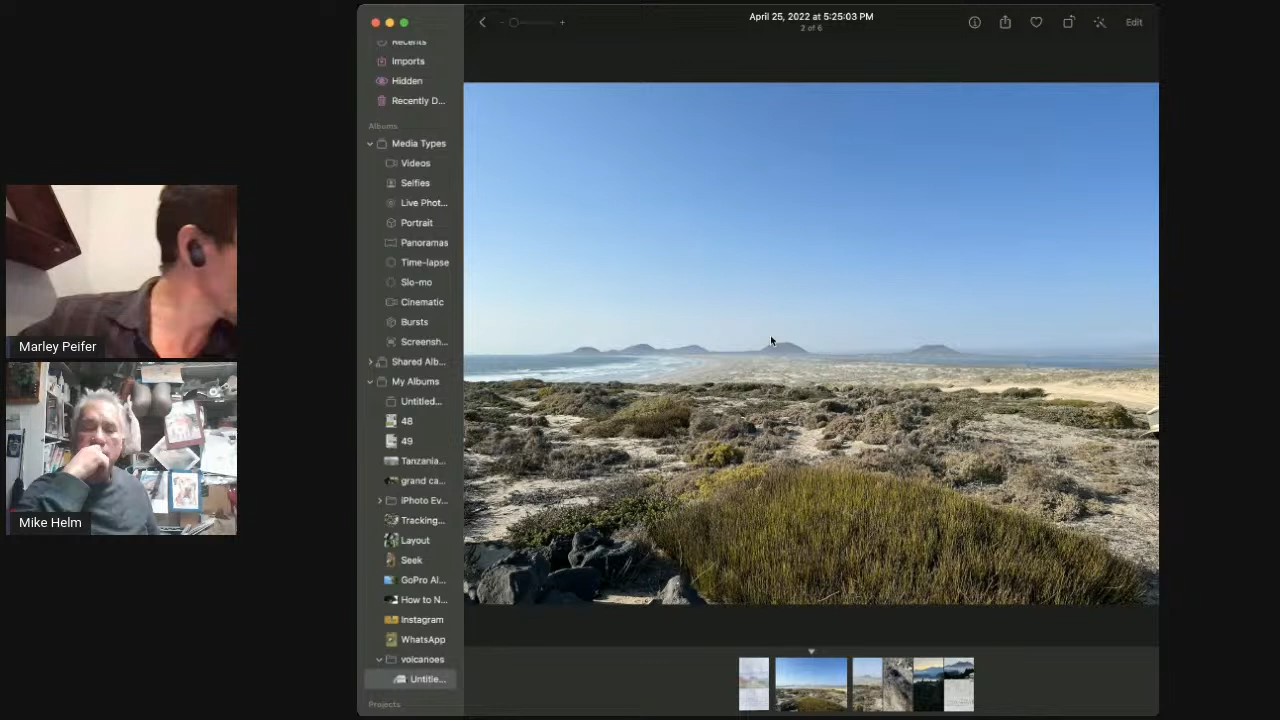 April 25, 2022 at 5:25:03 PM
2 of 6
Edit
Recents
Imports
Hidden
Recently D...
Albums
Media Types
Videos
Selfies
Live Phot...
Portrait
Panoramas
Time-lapse
Slo-mo
Cinematic
Bursts
Screensh...
Shared Alb...
My Albums
Untitled...
48
49
Tanzania...
grand ca...
iPhoto Ev...
Tracking...
Layout
Seek
GoPro Al...
How to N...
Instagram
WhatsApp
volcanoes
Untitle...
Projects
Marley Peifer
Mike Helm